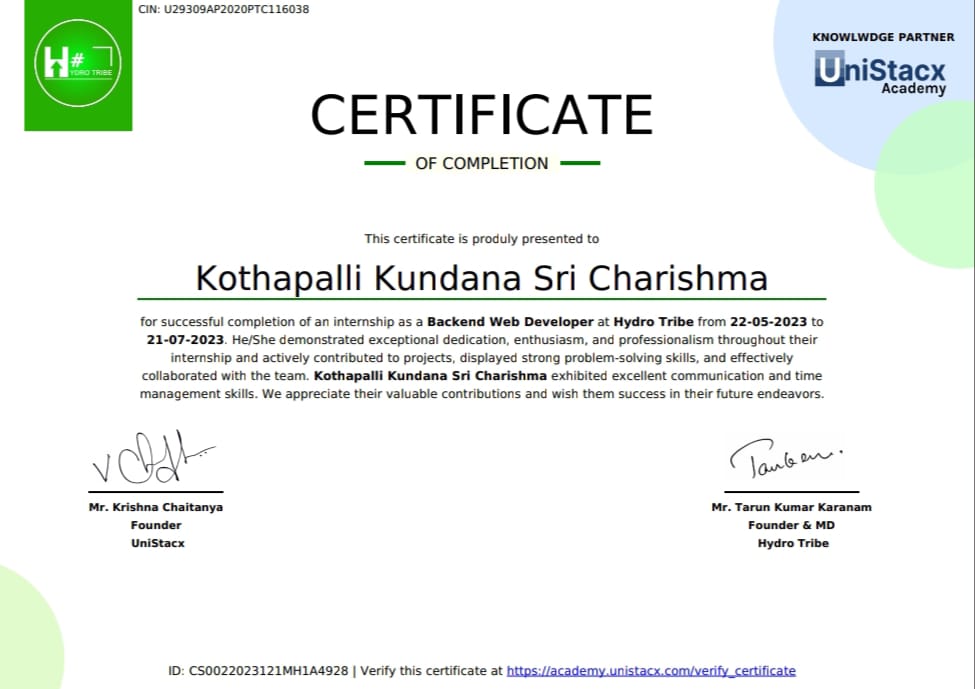 CIN: U29309AP2020PTC116038
H#
YDRO TRIBE
KNOWLWDGE PARTNER
UniStacx
Academy
CERTIFICATE
OF COMPLETION
This certificate is produly presented to
Kothapalli Kundana Sri Charishma
for successful completion of an internship as a Backend Web Developer at Hydro Tribe from 22-05-2023 to
21-07-2023. He/She demonstrated exceptional dedication, enthusiasm, and professionalism throughout their
internship and actively contributed to projects, displayed strong problem-solving skills, and effectively
collaborated with the team. Kothapalli Kundana Sri Charishma exhibited excellent communication and time
management skills. We appreciate their valuable contributions and wish them success in their future endeavors.
Mr. Krishna Chaitanya
Founder
UniStacx
Mr. Tarun Kumar Karanam
Founder & MD
Hydro Tribe
ID: CS0022023121MH1A4928 | Verify this certificate at https://academy.unistacx.com/verify_certificate